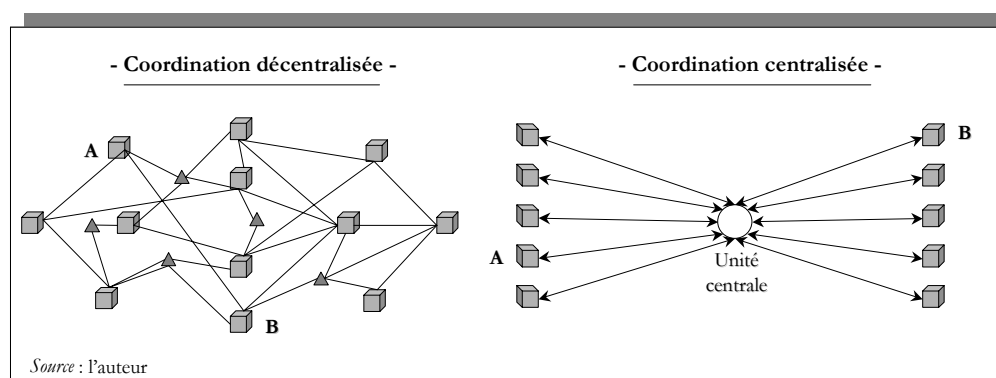 - Coordination décentralisée -
- Coordination centralisée -
A
B
A
B
Unité
centrale
Source : l'auteur